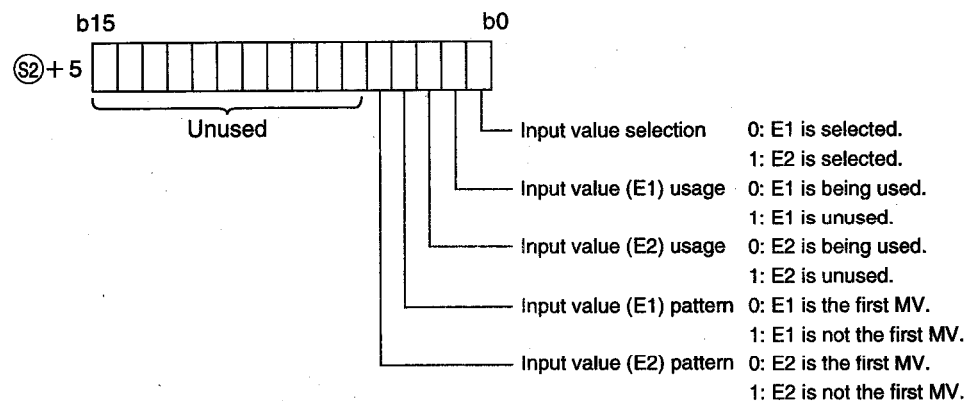 b15 b0
S2 + 5
Unused
Input value selection 0: E1 is selected.
1: E2 is selected.
Input value (E1) usage 0: E1 is being used.
1: E1 is unused.
Input value (E2) usage 0: E2 is being used.
1: E2 is unused.
Input value (E1) pattern 0: E1 is the first MV.
1: E1 is not the first MV.
Input value (E2) pattern 0: E2 is the first MV.
1: E2 is not the first MV.